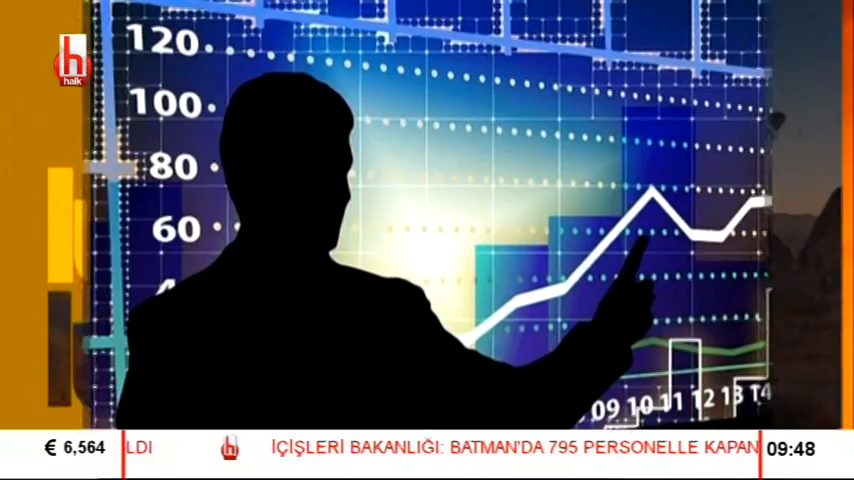 120
100
80
60
halk
09 10 11 12 13
€ 6,564
LDI
İÇİŞLERİ BAKANLIĞI: BATMAN'DA 795 PERSONELLE KAPAN
09:48